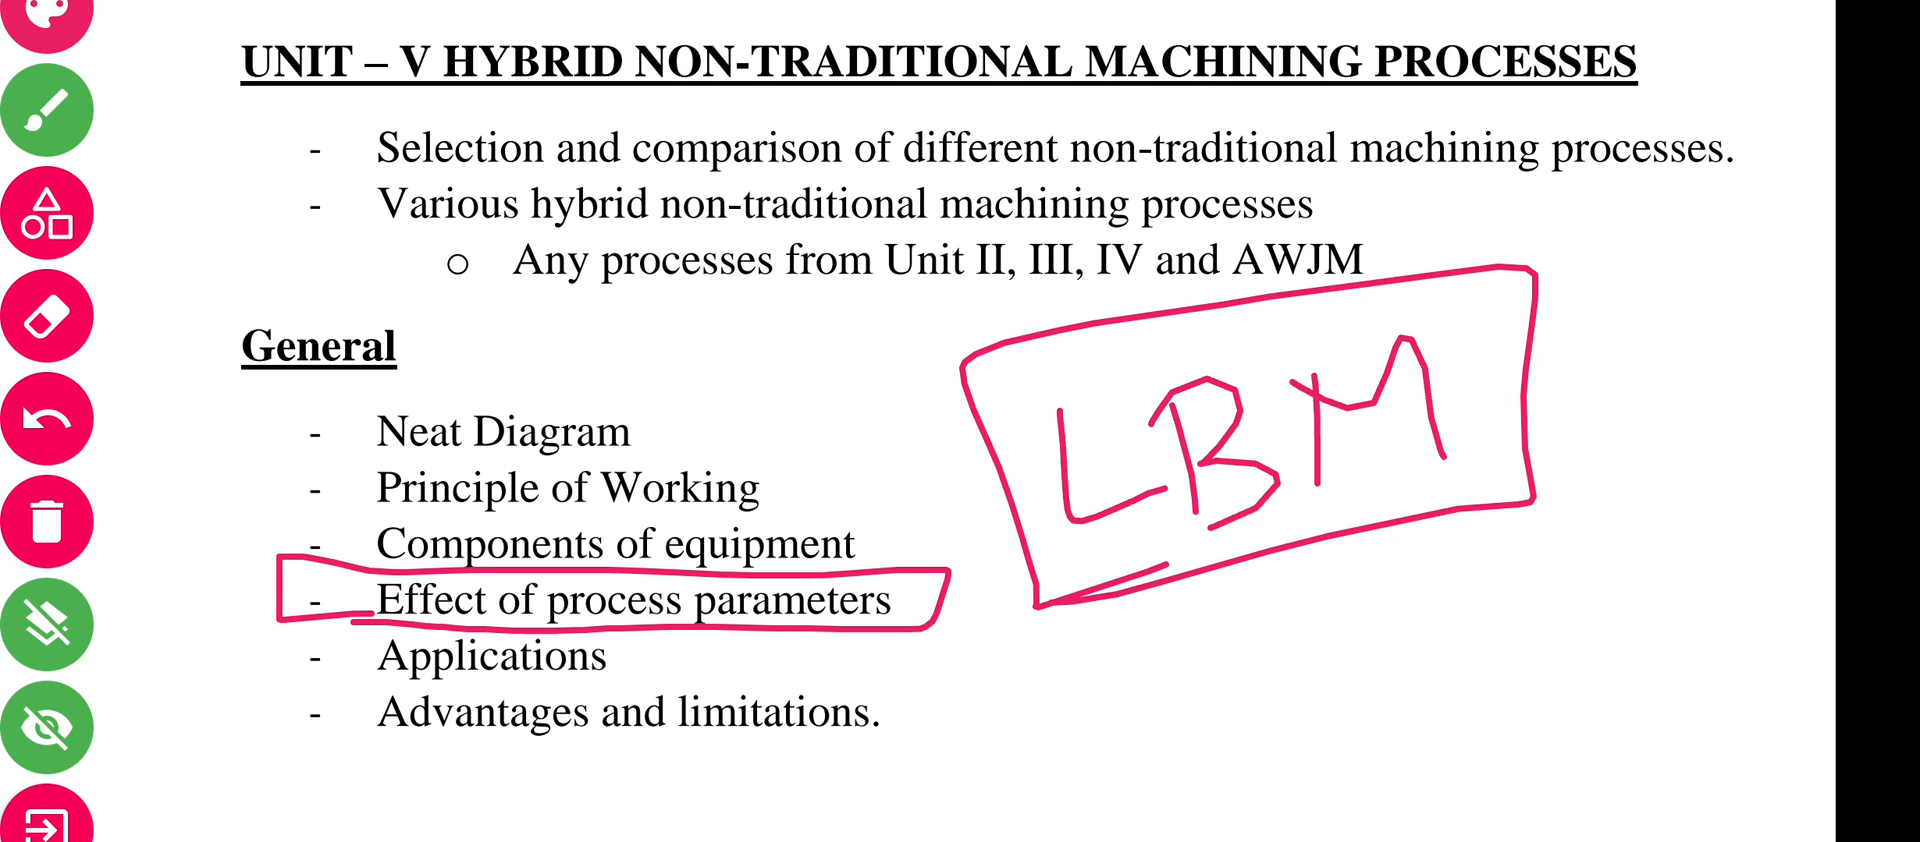 UNIT – V HYBRID NON-TRADITIONAL MACHINING PROCESSES
- Selection and comparison of different non-traditional machining processes.
- Various hybrid non-traditional machining processes
o Any processes from Unit II, III, IV and AWJM
General
LBM
- Neat Diagram
- Principle of Working
- Components of equipment
- Effect of process parameters
- Applications
- Advantages and limitations.